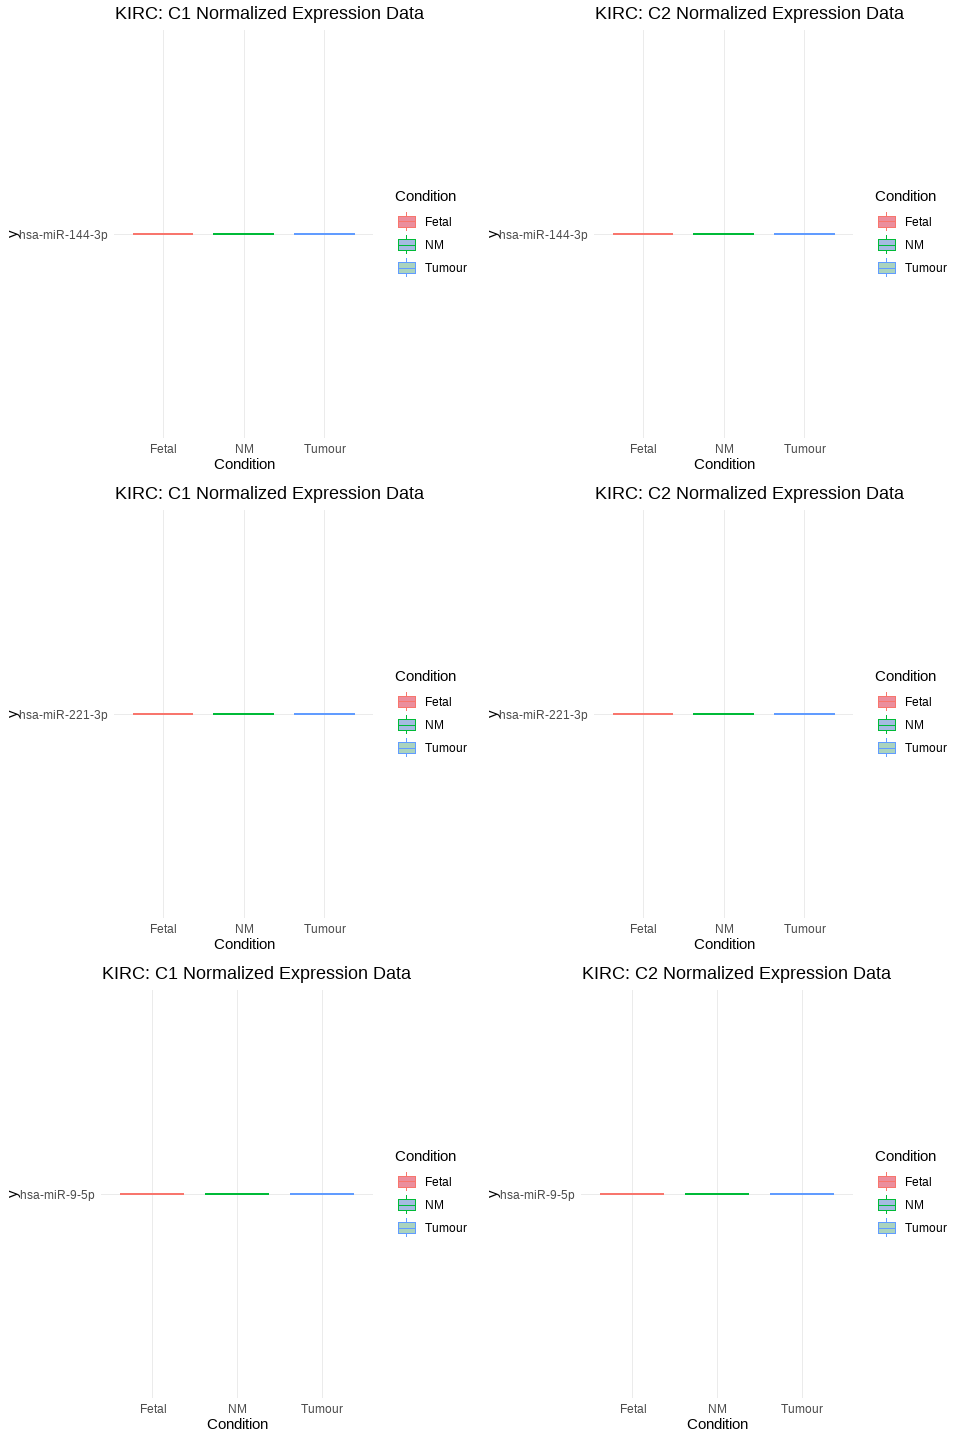 KIRC: C1 Normalized Expression Data
y
hsa-miR-144-3p
Fetal NM Tumour
Condition
Condition
Fetal
NM
Tumour
KIRC: C2 Normalized Expression Data
y
hsa-miR-144-3p
Fetal NM Tumour
Condition
Condition
Fetal
NM
Tumour
KIRC: C1 Normalized Expression Data
y
hsa-miR-221-3p
Fetal NM Tumour
Condition
Condition
Fetal
NM
Tumour
KIRC: C2 Normalized Expression Data
y
hsa-miR-221-3p
Fetal NM Tumour
Condition
Condition
Fetal
NM
Tumour
KIRC: C1 Normalized Expression Data
y
hsa-miR-9-5p
Fetal NM Tumour
Condition
Condition
Fetal
NM
Tumour
KIRC: C2 Normalized Expression Data
y
hsa-miR-9-5p
Fetal NM Tumour
Condition
Condition
Fetal
NM
Tumour